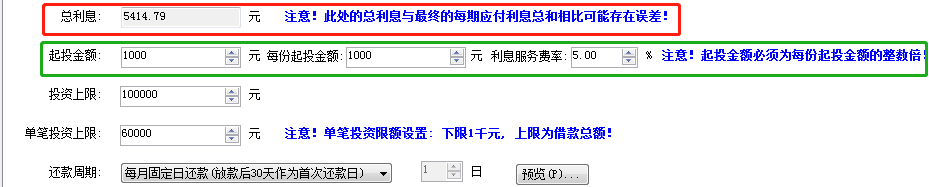 总利息: 5414.79 元 注意!此处的总利息与最终的每期应付利息总和相比可能存在误差!
起投金额: 1000 元 每份起投金额: 1000 元 利息服务费率: 5.00 % 注意!起投金额必须为每份起投金额的整数倍!
投资上限: 100000 元
单笔投资上限: 60000 元 注意!单笔投资限额设置:下限1千元,上限为借款总额!
还款周期: 每月固定日还款(放款后30天作为首次还款日) 1 日 预览(P)...